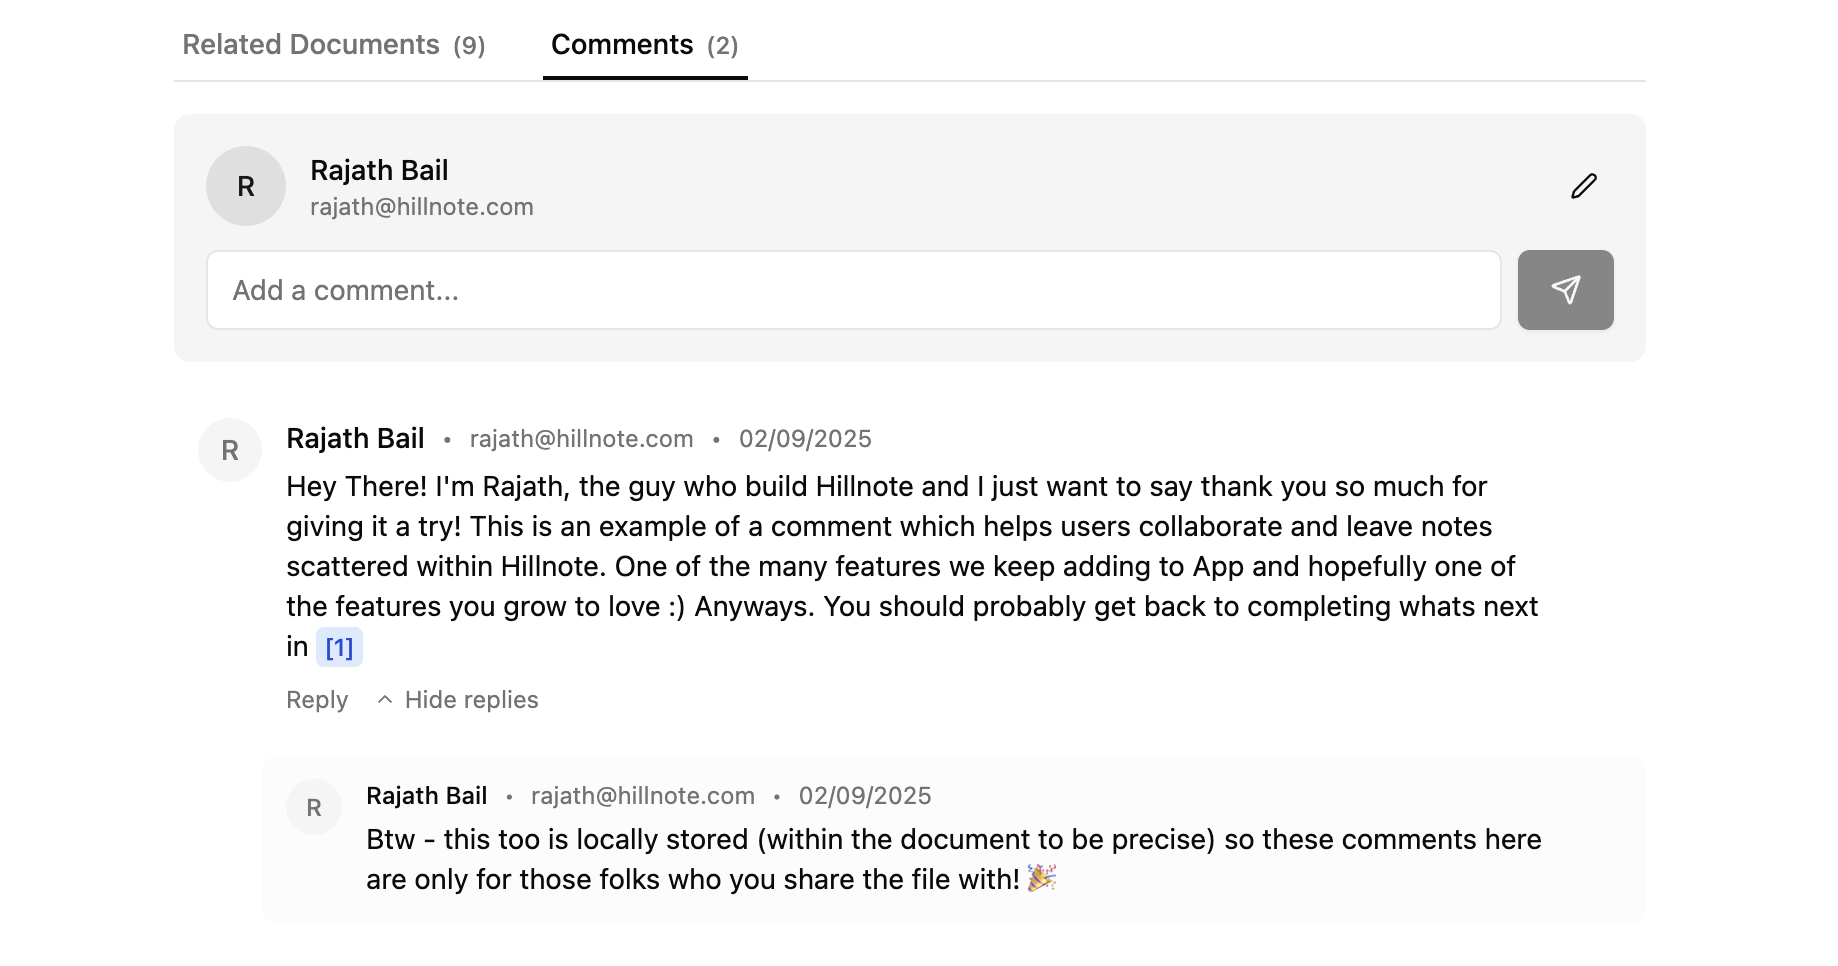 Related Documents (9) Comments (2)
R
Rajath Bail
rajath@hillnote.com
Add a comment...
R
Rajath Bail • rajath@hillnote.com • 02/09/2025
Hey There! I'm Rajath, the guy who build Hillnote and I just want to say thank you so much for
giving it a try! This is an example of a comment which helps users collaborate and leave notes
scattered within Hillnote. One of the many features we keep adding to App and hopefully one of
the features you grow to love :) Anyways. You should probably get back to completing whats next
in [1]
Reply Hide replies
R
Rajath Bail • rajath@hillnote.com • 02/09/2025
Btw - this too is locally stored (within the document to be precise) so these comments here
are only for those folks who you share the file with! 🎉